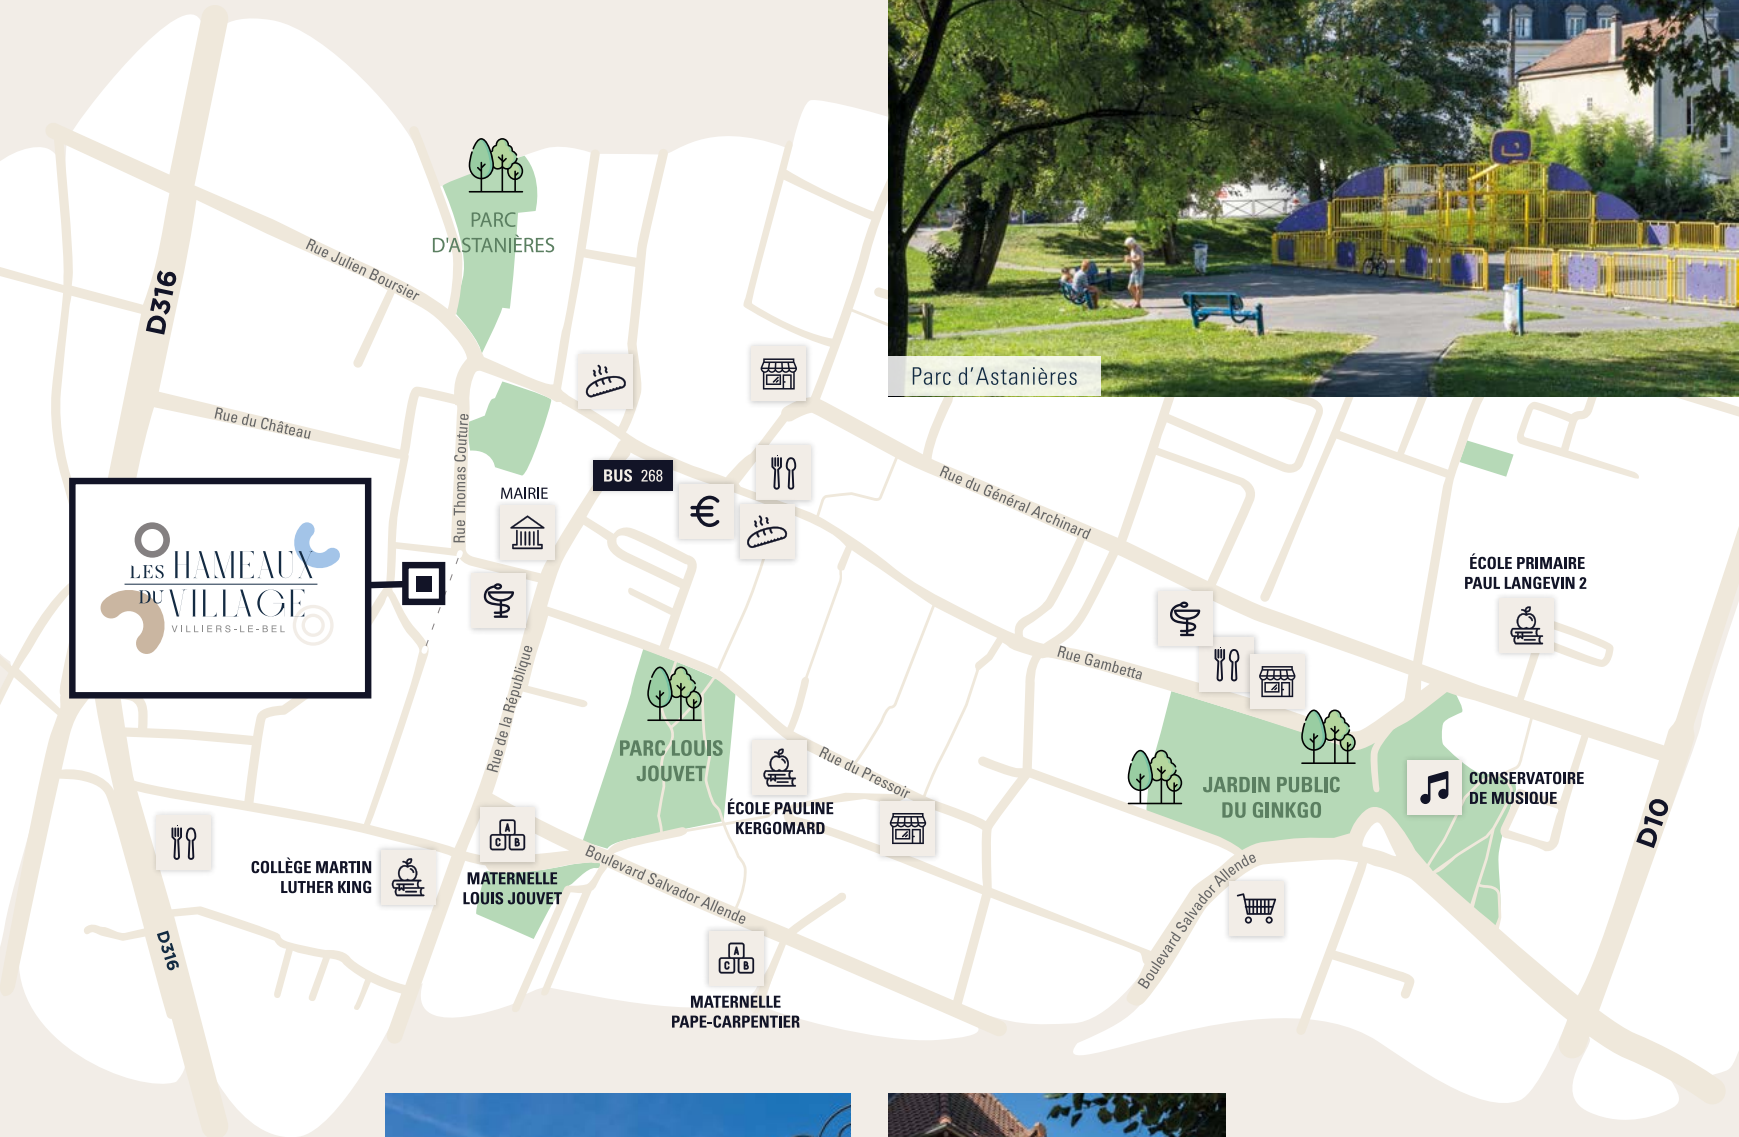 Parc d'Astanières
PARC
D'ASTANIÈRES
Rue Julien Boursier
D316
Rue du Château
Rue Thomas Couture
MAIRIE
BUS 268
€
Rue du Général Archinard
LES HAMEAUX
DU VILLAGE
VILLIERS-LE-BEL
ÉCOLE PRIMAIRE
PAUL LANGEVIN 2
Rue Gambetta
Rue de la République
PARC LOUIS
JOUVET
Rue du Pressoir
ÉCOLE PAULINE
KERGOMARD
JARDIN PUBLIC
DU GINKGO
CONSERVATOIRE
DE MUSIQUE
D10
COLLÈGE MARTIN
LUTHER KING
A
C B
MATERNELLE
LOUIS JOUVET
Boulevard Salvador Allende
Boulevard Salvador Allende
D316
A
C B
MATERNELLE
PAPE-CARPENTIER